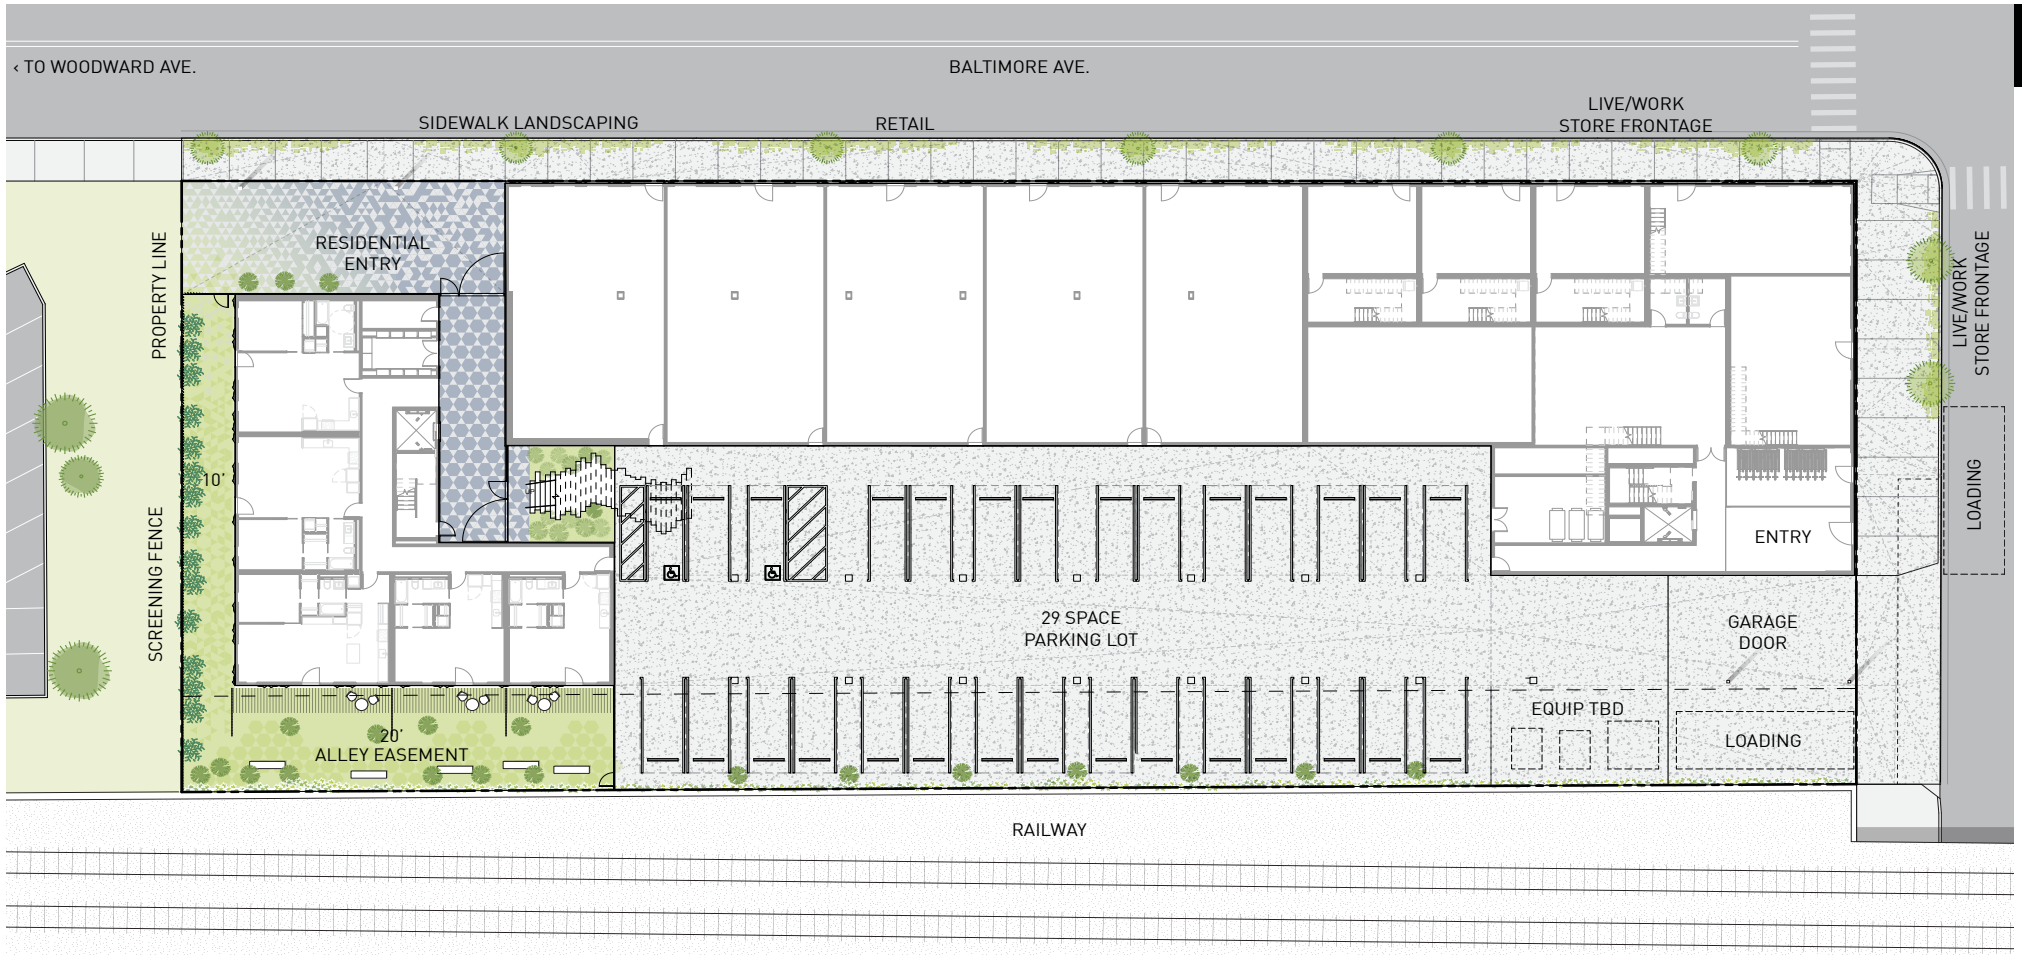 ‹ TO WOODWARD AVE.
BALTIMORE AVE.
SIDEWALK LANDSCAPING
RETAIL
LIVE/WORK
STORE FRONTAGE
RESIDENTIAL
ENTRY
PROPERTY LINE
LIVE/WORK
STORE FRONTAGE
10'
SCREENING FENCE
LOADING
ENTRY
29 SPACE
PARKING LOT
GARAGE
DOOR
EQUIP TBD
LOADING
20'
ALLEY EASEMENT
RAILWAY